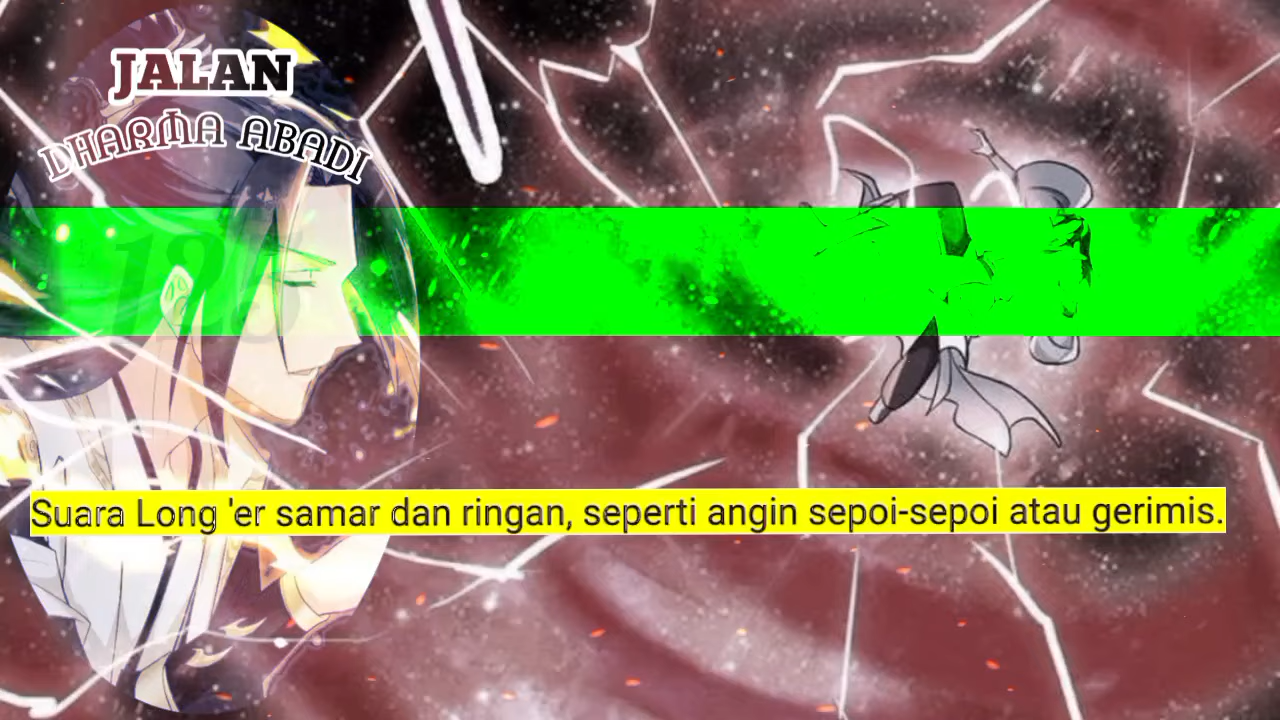 JALAN
DHARMA ABADI
Suara Long 'er samar dan ringan, seperti angin sepoi-sepoi atau gerimis.